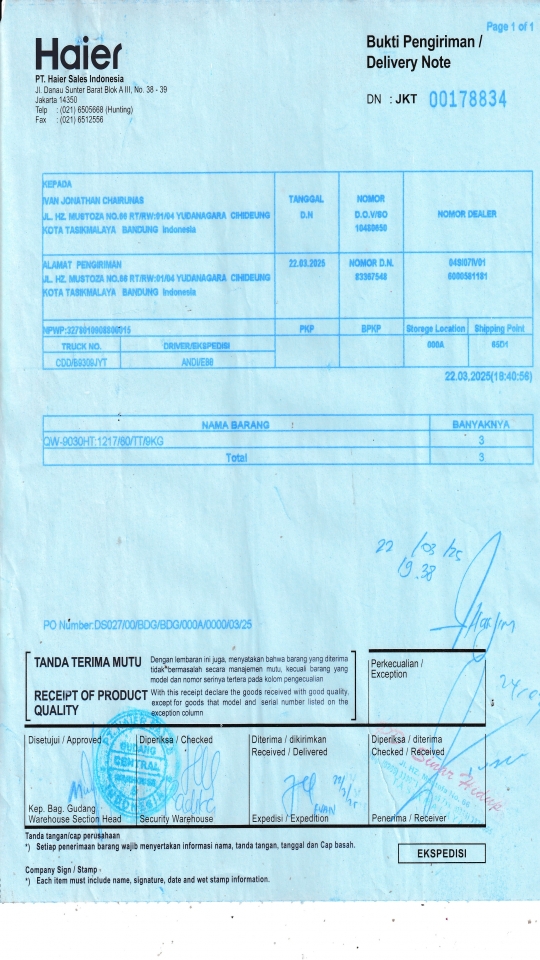 Page 1 of 1
Haier
PT. Haier Sales Indonesia
Jl. Danau Sunter Barat Blok A III, No. 38 - 39
Jakarta 14350
Telp : (021) 6505668 (Hunting)
Fax : (021) 6512556
Bukti Pengiriman /
Delivery Note
DN : JKT 00178834
KEPADA
IVAN JONATHAN CHAIRUNAS
JL. HZ. MUSTOZA NO.66 RT/RW:01/04 YUDANAGARA CIHIDEUNG
KOTA TASIKMALAYA BANDUNG Indonesia
TANGGAL
D.N
NOMOR
D.O.V/SO
10480650
NOMOR DEALER
ALAMAT PENGIRIMAN
JL. HZ. MUSTOZA NO.66 RT/RW:01/04 YUDANAGARA CIHIDEUNG
KOTA TASIKMALAYA BANDUNG Indonesia
22.03.2025
NOMOR D.N.
83367548
6000581181
PKP
BPKP
Storage Location
Shipping Point
TRUCK NO.
DRIVER/EKSPEDISI
000A
65D1
CDD/B9309JYT
22.03.2025(18:40:56)
NAMA BARANG
BANYAKNYA
QW-9030HT:1217/80/TT/9KG
3
Total
3
22/03/25
19.38
PO Number:DS027/00/BDG/BDG/000A/0000/03/25
TANDA TERIMA MUTU
Dengan lembaran ini juga, menyatakan bahwa barang yang diterima
tidak bermasalah secara manajemen mutu, kecuali barang yang
model dan nomor serinya tertera pada kolom pengecualian
RECEIPT OF PRODUCT
QUALITY
With this receipt declare the goods received with good quality,
except for goods that model and serial number listed on the
exception column
Perkecualian /
Exception
Disetujui / Approved
Diperiksa / Checked
Diterima / dikirimkan
Received / Delivered
Diperiksa / diterima
Checked / Received
GUDANG
CENTRAL
WAREHOUSE
Sinar Hidup
Kep. Bag. Gudang
Warehouse Section Head
Security Warehouse
Expedisi / Expedition
Penerima / Receiver
Tanda tangan/cap perusahaan
*) Setiap penerimaan barang wajib menyertakan informasi nama, tanda tangan, tanggal dan Cap basah.
EKSPEDISI
Company Sign / Stamp
*) Each item must include name, signature, date and wet stamp information.